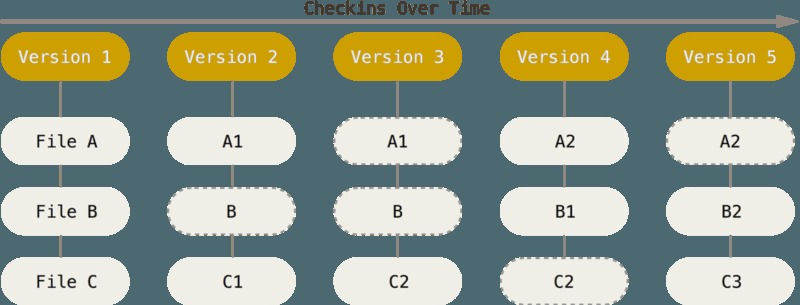 Checkins Over Time
Version 1 Version 2 Version 3 Version 4 Version 5
File A A1 A1 A2 A2
File B B B B1 B2
File C C1 C2 C2 C3